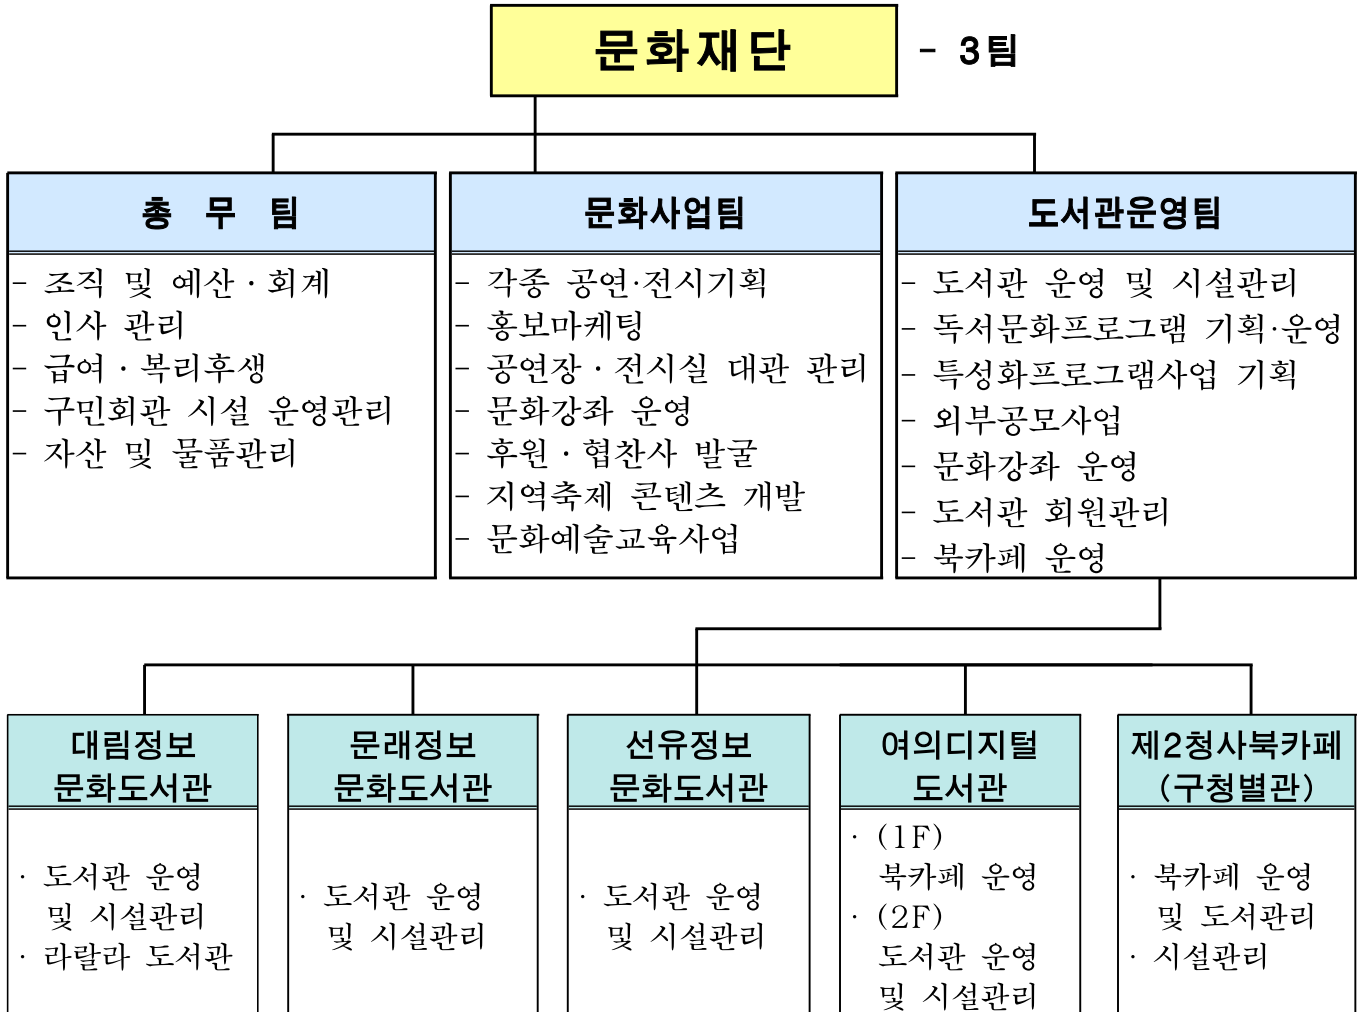 문화재단 - 3팀
총 무 팀
- 조직 및 예산·회계
- 인사 관리
- 급여·복리후생
- 구민회관 시설 운영관리
- 자산 및 물품관리
문화사업팀
- 각종 공연·전시기획
- 홍보마케팅
- 공연장·전시실 대관 관리
- 문화강좌 운영
- 후원·협찬사 발굴
- 지역축제 콘텐츠 개발
- 문화예술교육사업
도서관운영팀
- 도서관 운영 및 시설관리
- 독서문화프로그램 기획·운영
- 특성화프로그램사업 기획
- 외부공모사업
- 문화강좌 운영
- 도서관 회원관리
- 북카페 운영
대림정보
문화도서관
· 도서관 운영
및 시설관리
· 라랄라 도서관
문래정보
문화도서관
· 도서관 운영
및 시설관리
선유정보
문화도서관
· 도서관 운영
및 시설관리
여의디지털
도서관
· (1F)
북카페 운영
· (2F)
도서관 운영
및 시설관리
제2청사북카페
(구청별관)
· 북카페 운영
및 도서관리
· 시설관리